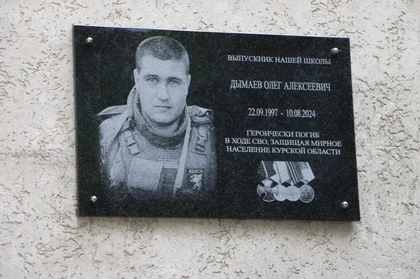 ВЫПУСКНИК НАШЕЙ ШКОЛЫ
ДЫМАЕВ ОЛЕГ АЛЕКСЕЕВИЧ
22.09.1997 - 10.08.2024
ГЕРОИЧЕСКИ ПОГИБ
В ХОДЕ СВО, ЗАЩИЩАЯ МИРНОЕ
НАСЕЛЕНИЕ КУРСКОЙ ОБЛАСТИ